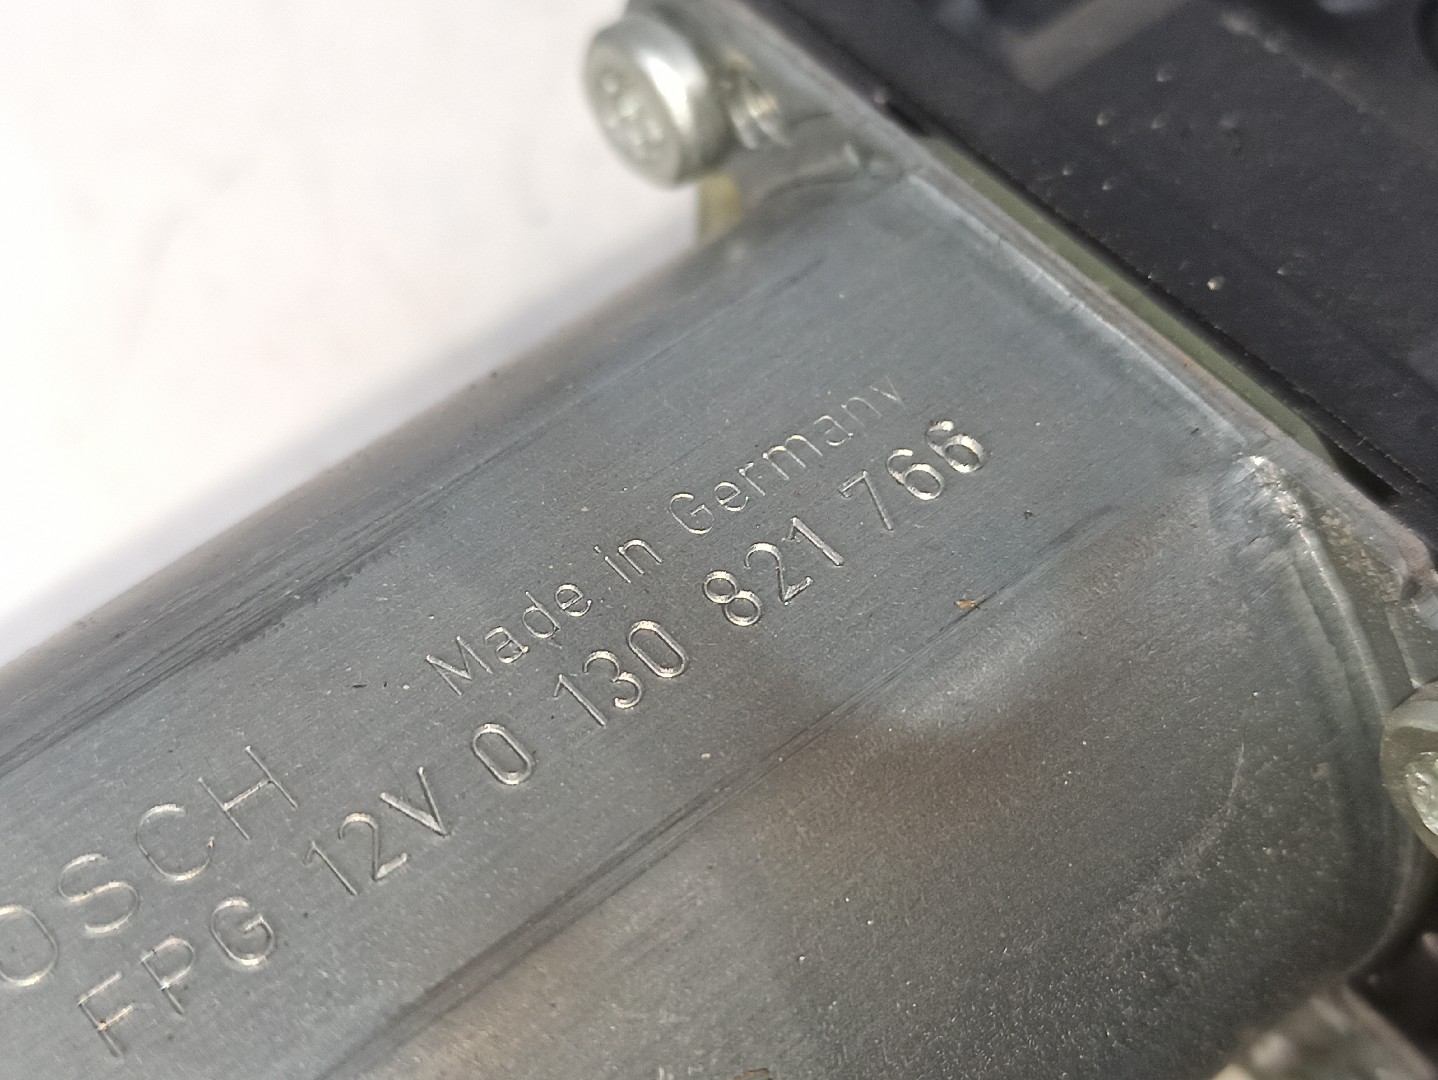 Made in Germany
OSCH
FPG 12V 0 130 821 766